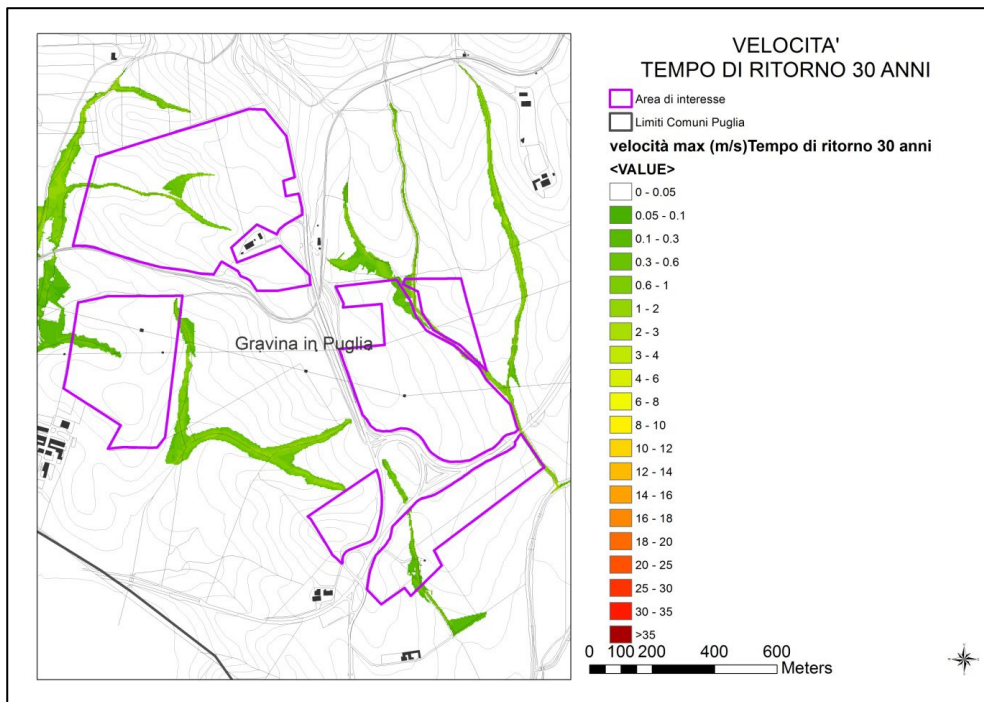 VELOCITA'
TEMPO DI RITORNO 30 ANNI
Area di interesse
Limiti Comuni Puglia
velocità max (m/s)Tempo di ritorno 30 anni
<VALUE>
0 - 0.05
0.05 - 0.1
0.1 - 0.3
0.3 - 0.6
0.6 - 1
1 - 2
2 - 3
3 - 4
4 - 6
6 - 8
8 - 10
10 - 12
12 - 14
14 - 16
16 - 18
18 - 20
20 - 25
25 - 30
30 - 35
>35
0 100 200 400 600
Meters
Gravina in Puglia